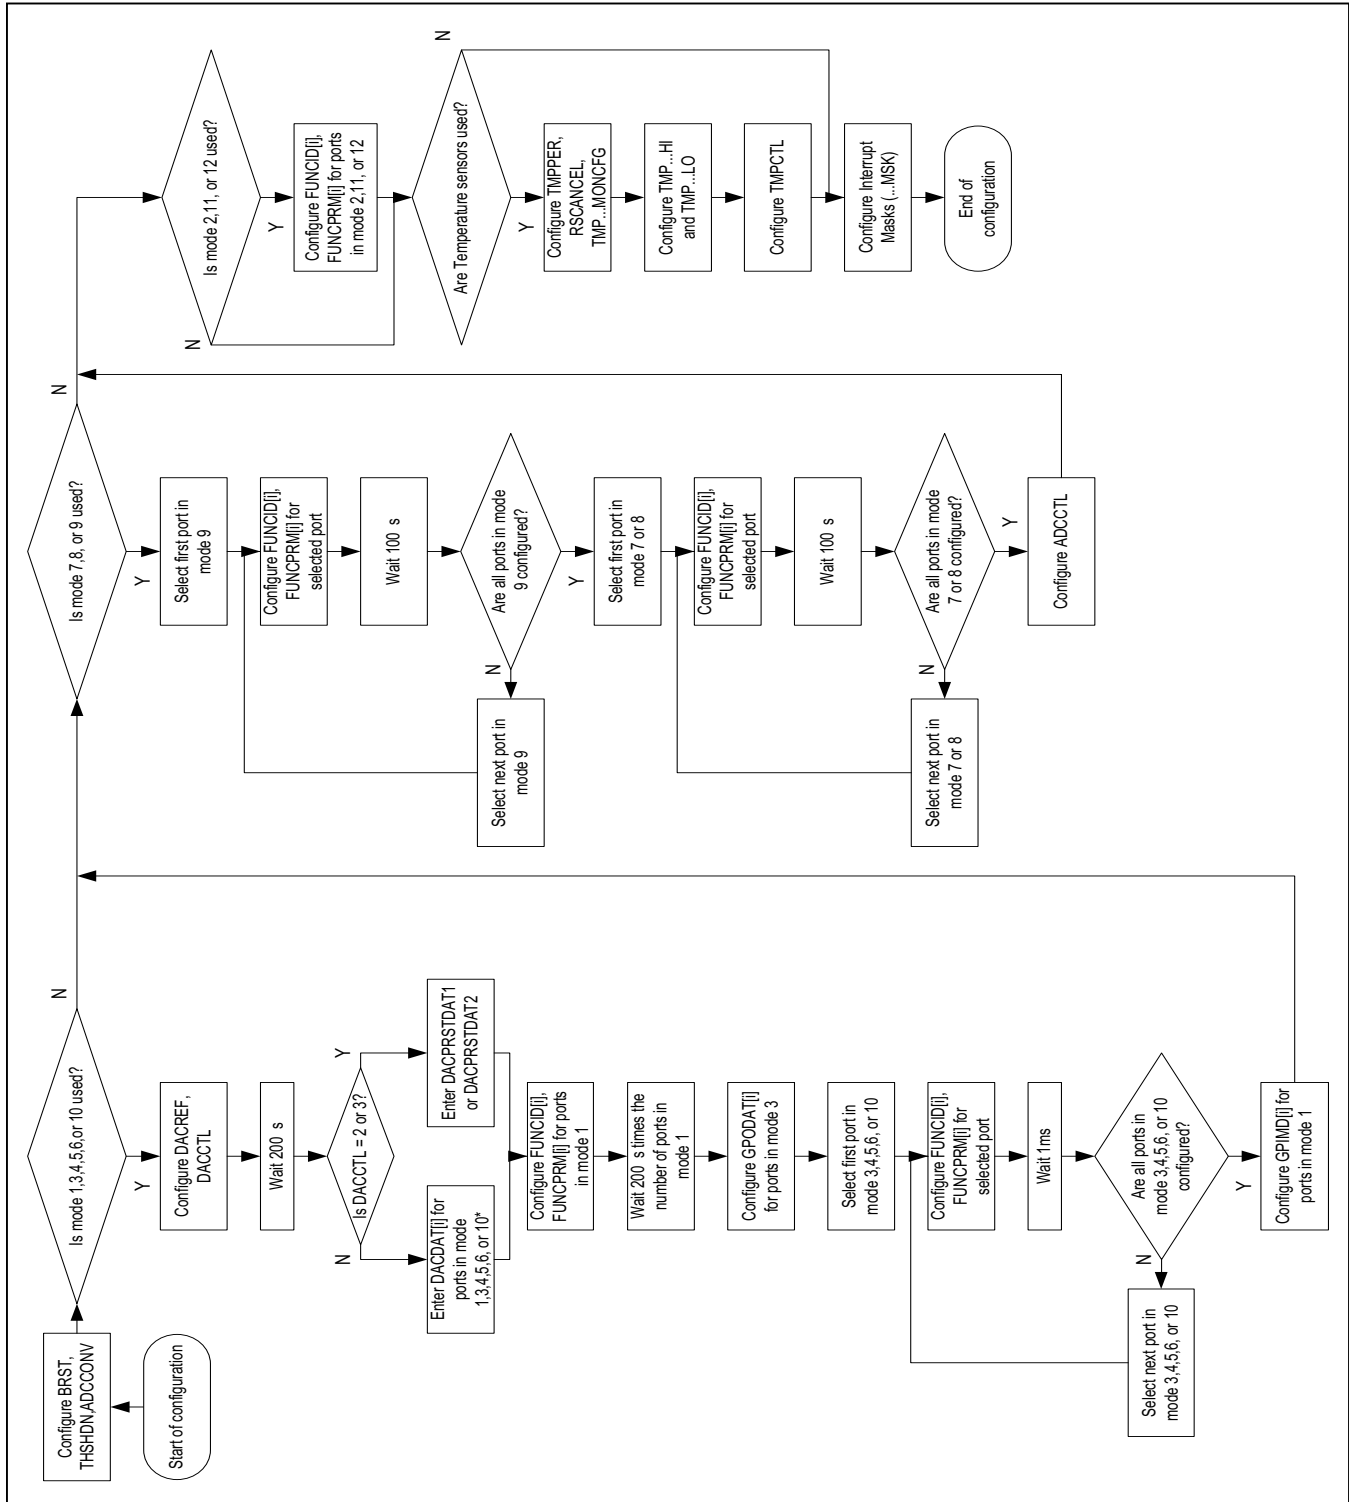 Start of configuration
Configure BRST,
THSHDN,ADCCONV
Is mode 1,3,4,5,6,or 10 used?
N
Y
Configure DACREF,
DACCTL
Wait 200 s
Is DACCTL = 2 or 3?
N
Y
Enter DACDAT[i] for
ports in mode
1,3,4,5,6, or 10*
Enter DACPRSTDAT1
or DACPRSTDAT2
Configure FUNCID[i],
FUNCPRM[i] for ports
in mode 1
Wait 200 s times the
number of ports in
mode 1
Configure GPODAT[i]
for ports in mode 3
Select first port in
mode 3,4,5,6, or 10
Configure FUNCID[i],
FUNCPRM[i] for
selected port
Wait 1ms
Are all ports in
mode 3,4,5,6, or 10
configured?
N
Y
Select next port in
mode 3,4,5,6, or 10
Configure GPIMD[i] for
ports in mode 1
Is mode 7,8, or 9 used?
N
Y
Select first port in
mode 9
Configure FUNCID[i],
FUNCPRM[i] for
selected port
Wait 100 s
Are all ports in mode
9 configured?
N
Y
Select next port in
mode 9
Select first port in
mode 7 or 8
Configure FUNCID[i],
FUNCPRM[i] for
selected port
Wait 100 s
Are all ports in mode
7 or 8 configured?
N
Y
Select next port in
mode 7 or 8
Configure ADCCTL
Is mode 2,11, or 12 used?
N
Y
Configure FUNCID[i],
FUNCPRM[i] for ports
in mode 2,11, or 12
Are Temperature sensors used?
N
Y
Configure TMPPER,
RSCANCEL,
TMP...MONCFG
Configure TMP...HI
and TMP...LO
Configure TMPCTL
Configure Interrupt
Masks (...MSK)
End of
configuration